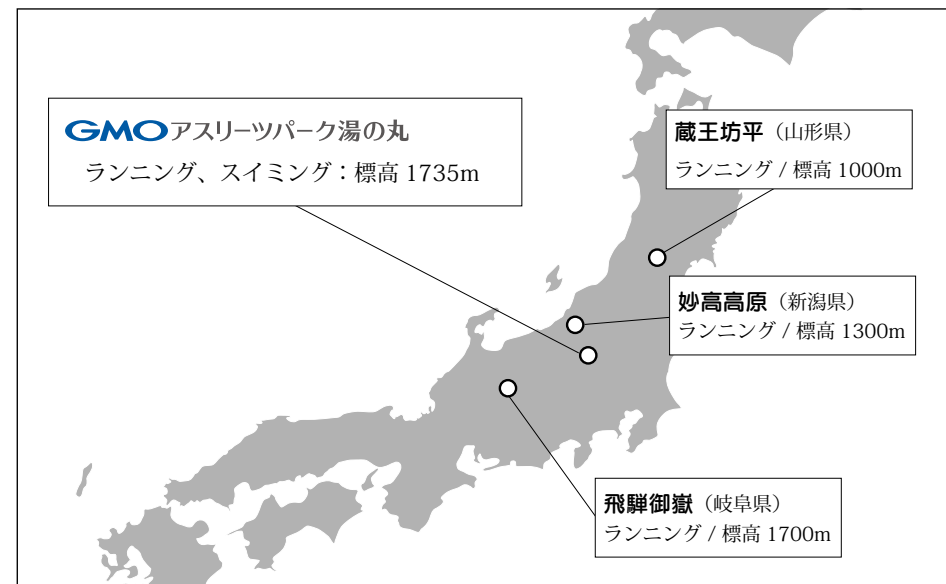 GMOアスリーツパーク湯の丸
ランニング、スイミング：標高 1735m
蔵王坊平（山形県）
ランニング / 標高 1000m
妙高高原（新潟県）
ランニング / 標高 1300m
飛騨御嶽（岐阜県）
ランニング / 標高 1700m